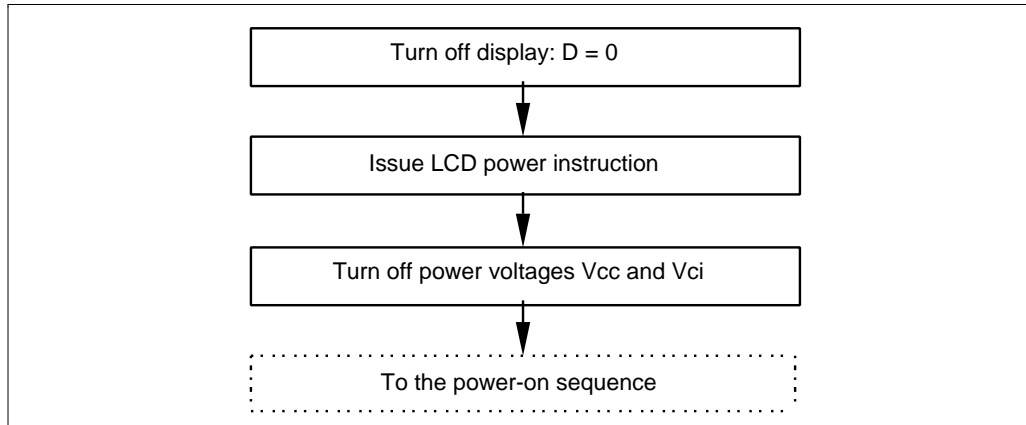 Turn off display: D = 0
Issue LCD power instruction
Turn off power voltages Vcc and Vci
To the power-on sequence